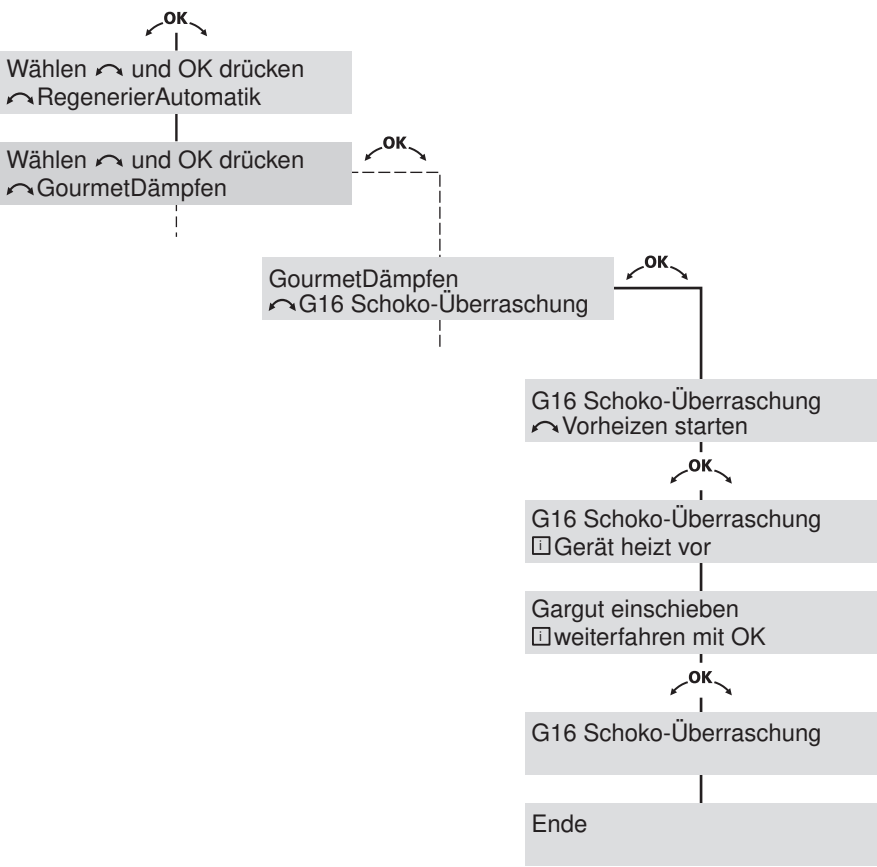 OK
Wählen und OK drücken
RegenerierAutomatik
Wählen und OK drücken
GourmetDämpfen
OK
GourmetDämpfen
G16 Schoko-Überraschung
OK
G16 Schoko-Überraschung
Vorheizen starten
OK
G16 Schoko-Überraschung
i Gerät heizt vor
Gargut einschieben
i weiterfahren mit OK
OK
G16 Schoko-Überraschung
Ende